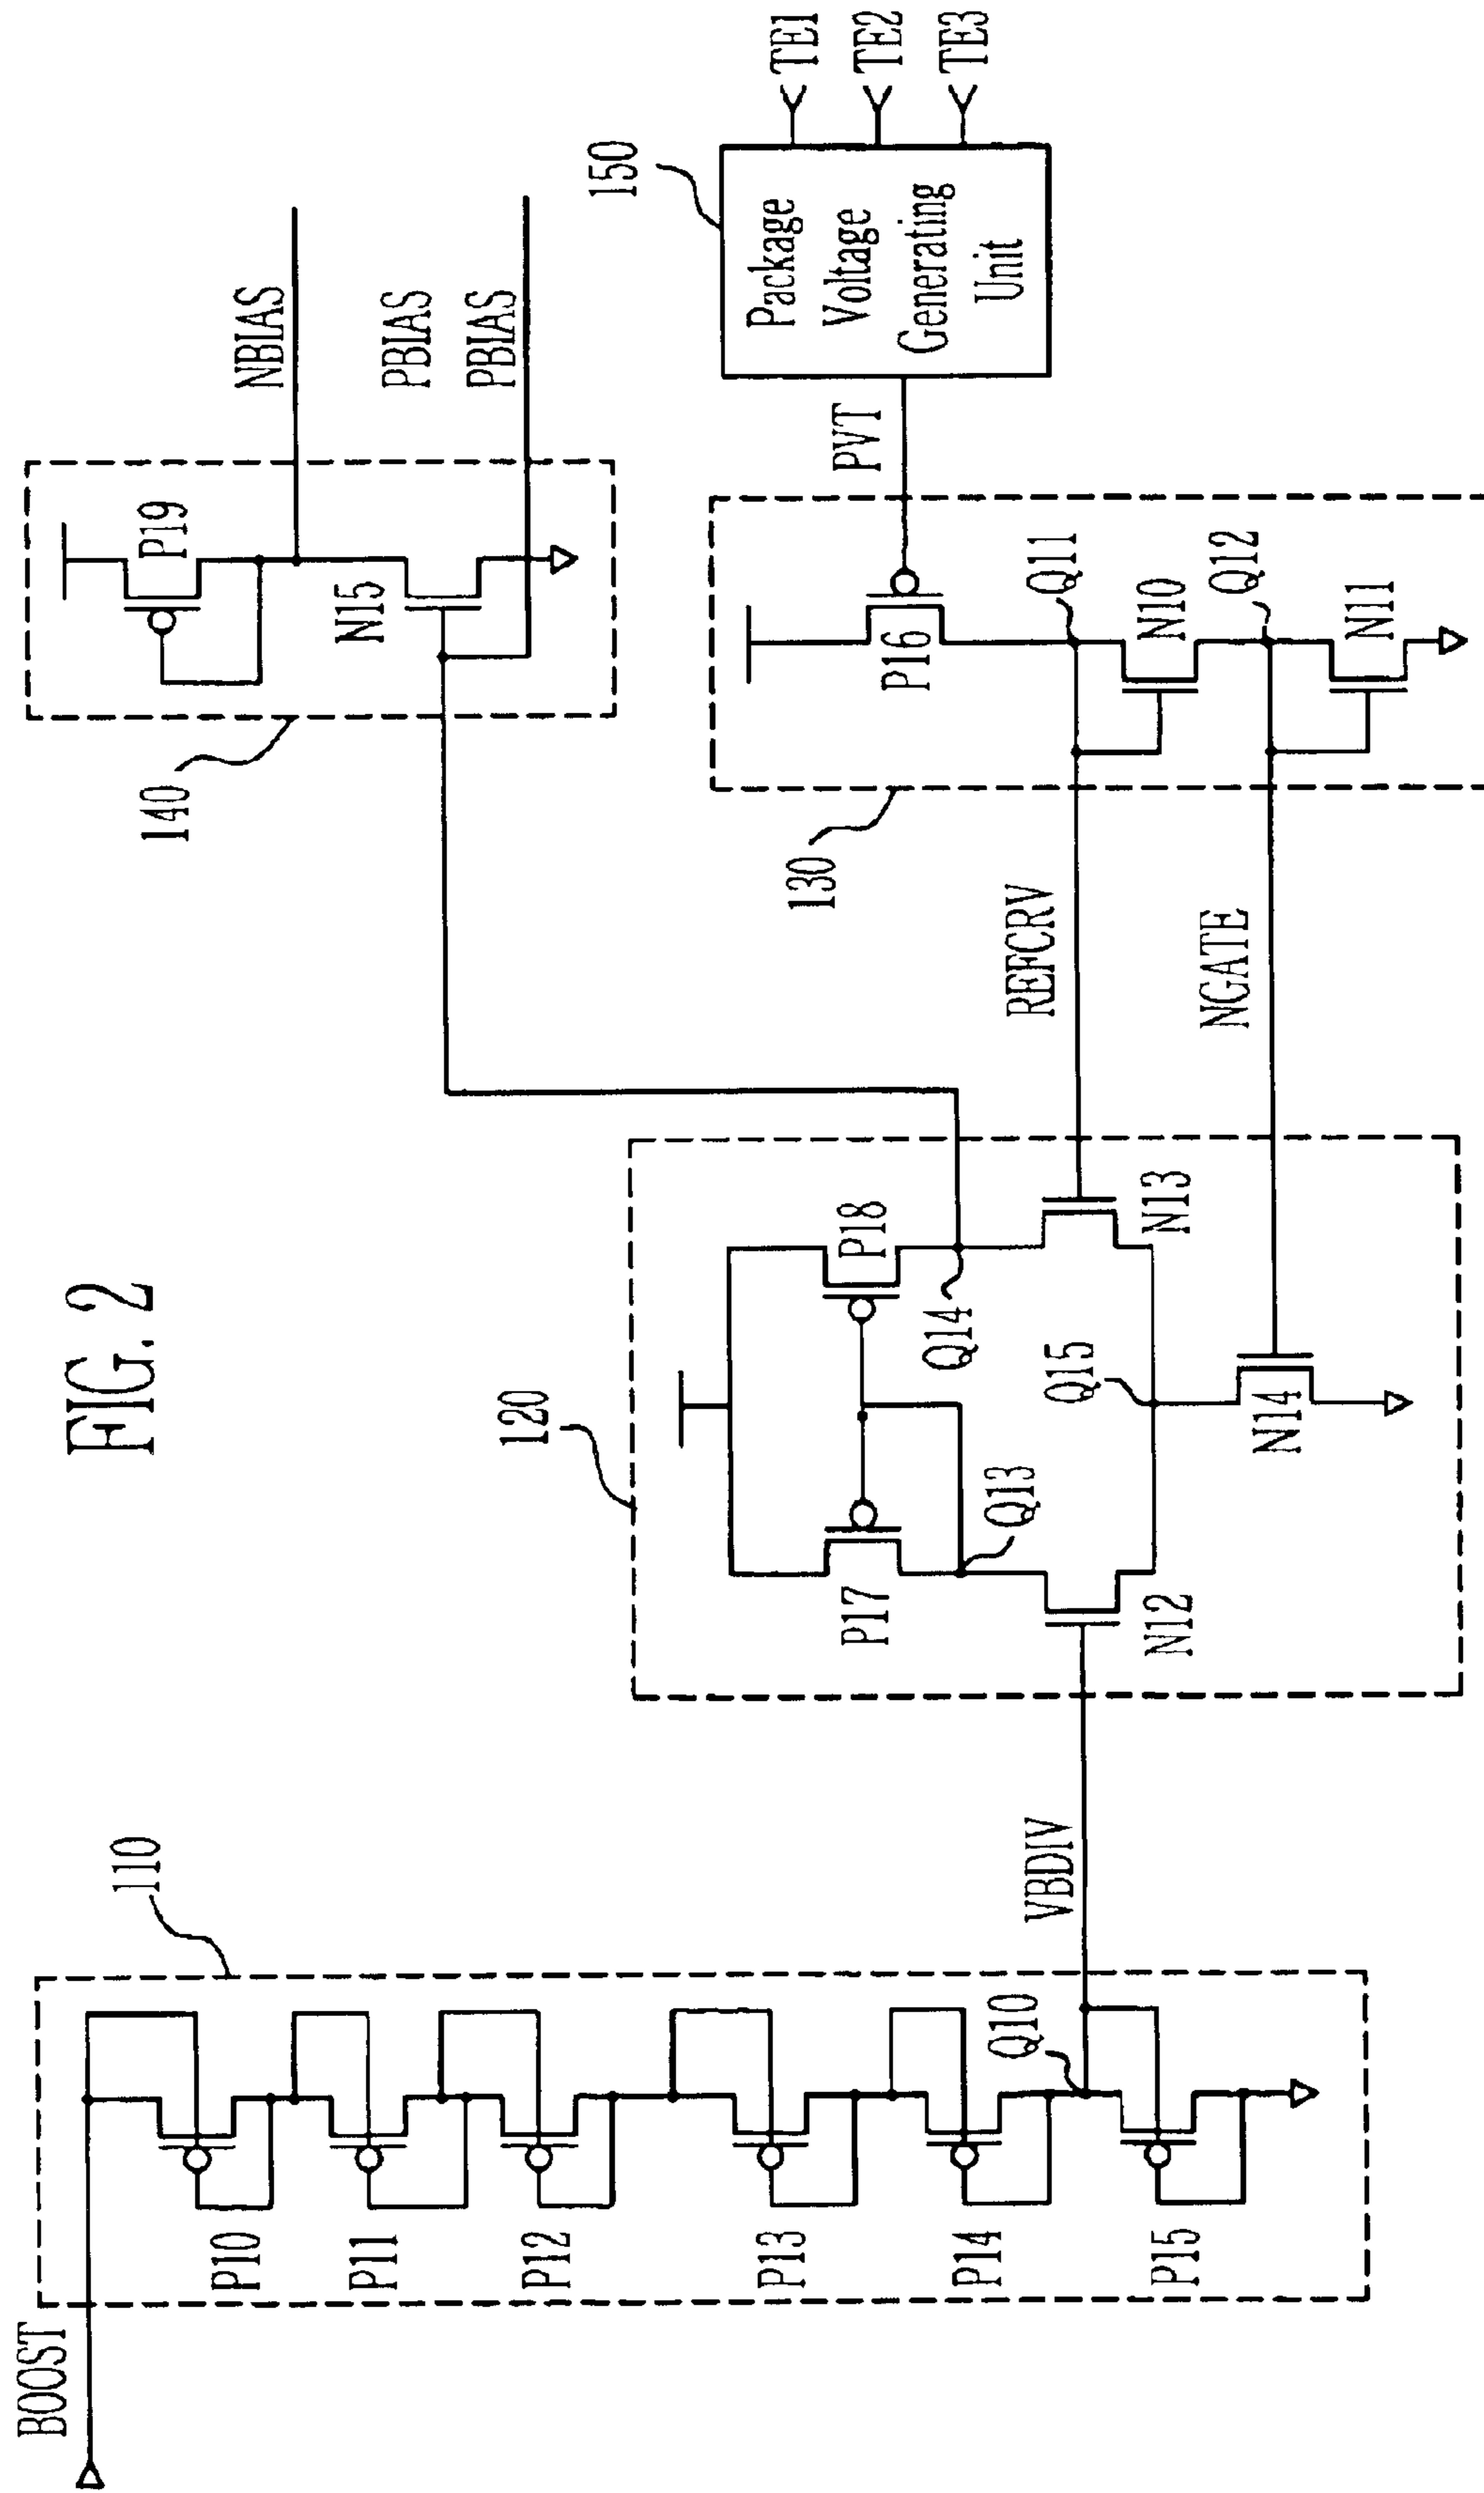 FIG. 2
BOOST
110
P10
P11
P12
P13
P14
P15
Q10
VBDIV
120
P17
P18
Q13
Q14
Q15
N12
N13
N14
REFCRV
NGATE
130
P16
Q11
N10
Q12
N11
140
P19
N15
NBIAS
PBIAS
PBIAS
PVT
150
Package
Voltage
Generating
Unit
TE1
TE2
TE3